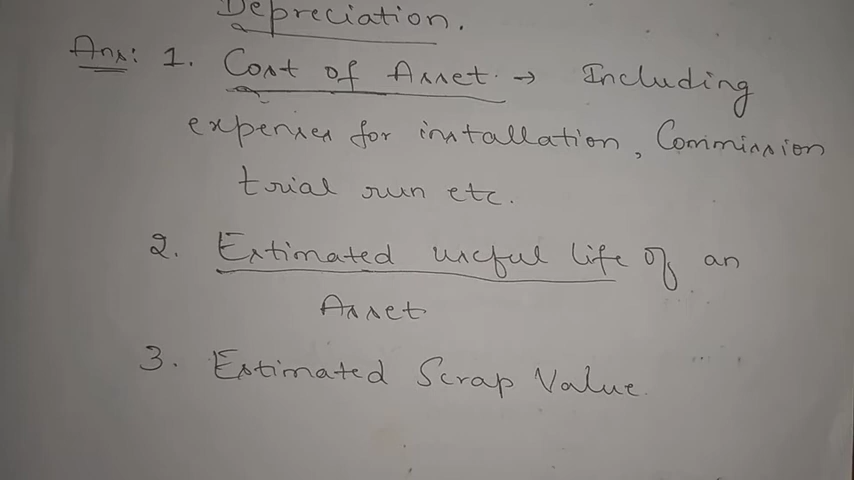 Depreciation.
Ans: 1. Cost of Asset. → Including
expenses for installation, Commission
trial run etc.
2. Estimated useful life of an
Asset
3. Estimated Scrap Value.